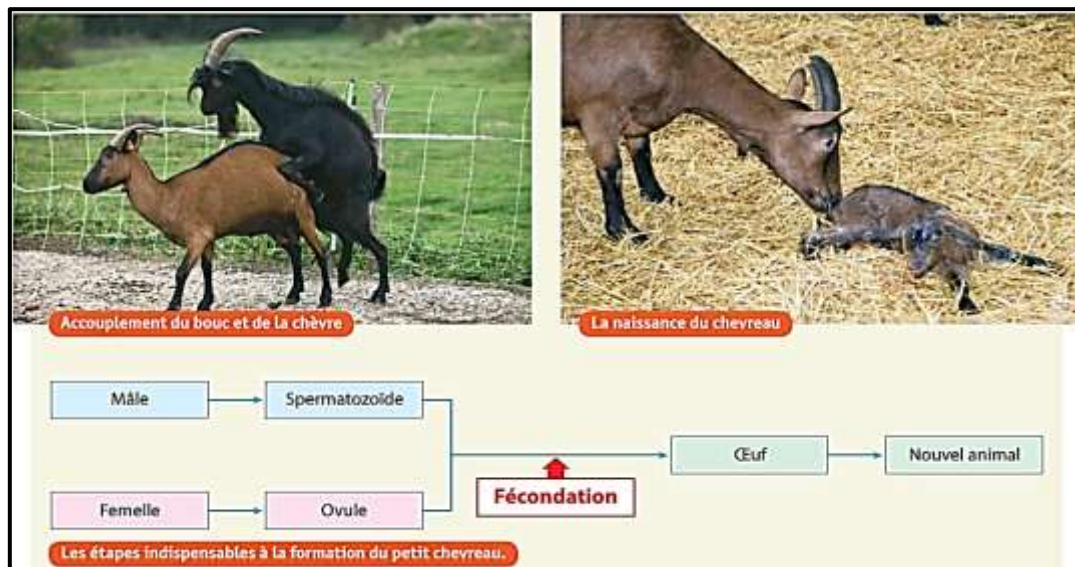 Accouplement du bouc et de la chèvre
La naissance du chevreau
Mâle
Spermatozoïde
Œuf
Nouvel animal
Fécondation
Femelle
Ovule
Les étapes indispensables à la formation du petit chevreau.